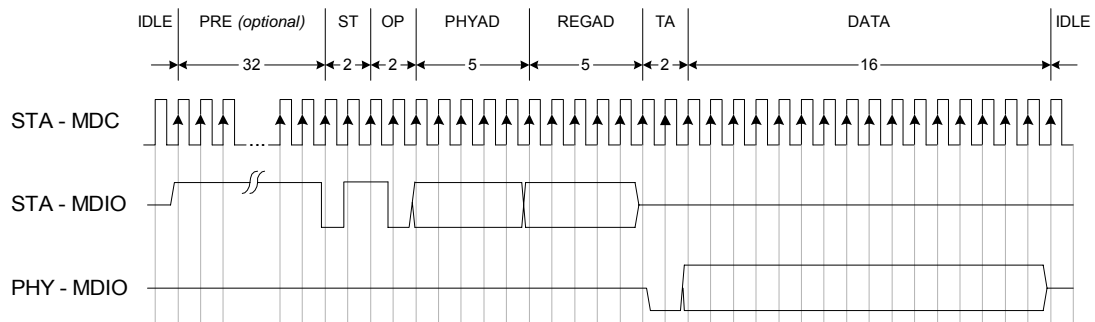 IDLE PRE (optional) ST OP PHYAD REGAD TA DATA IDLE
32 2 2 5 5 2 16
STA - MDC
...
STA - MDIO
PHY - MDIO